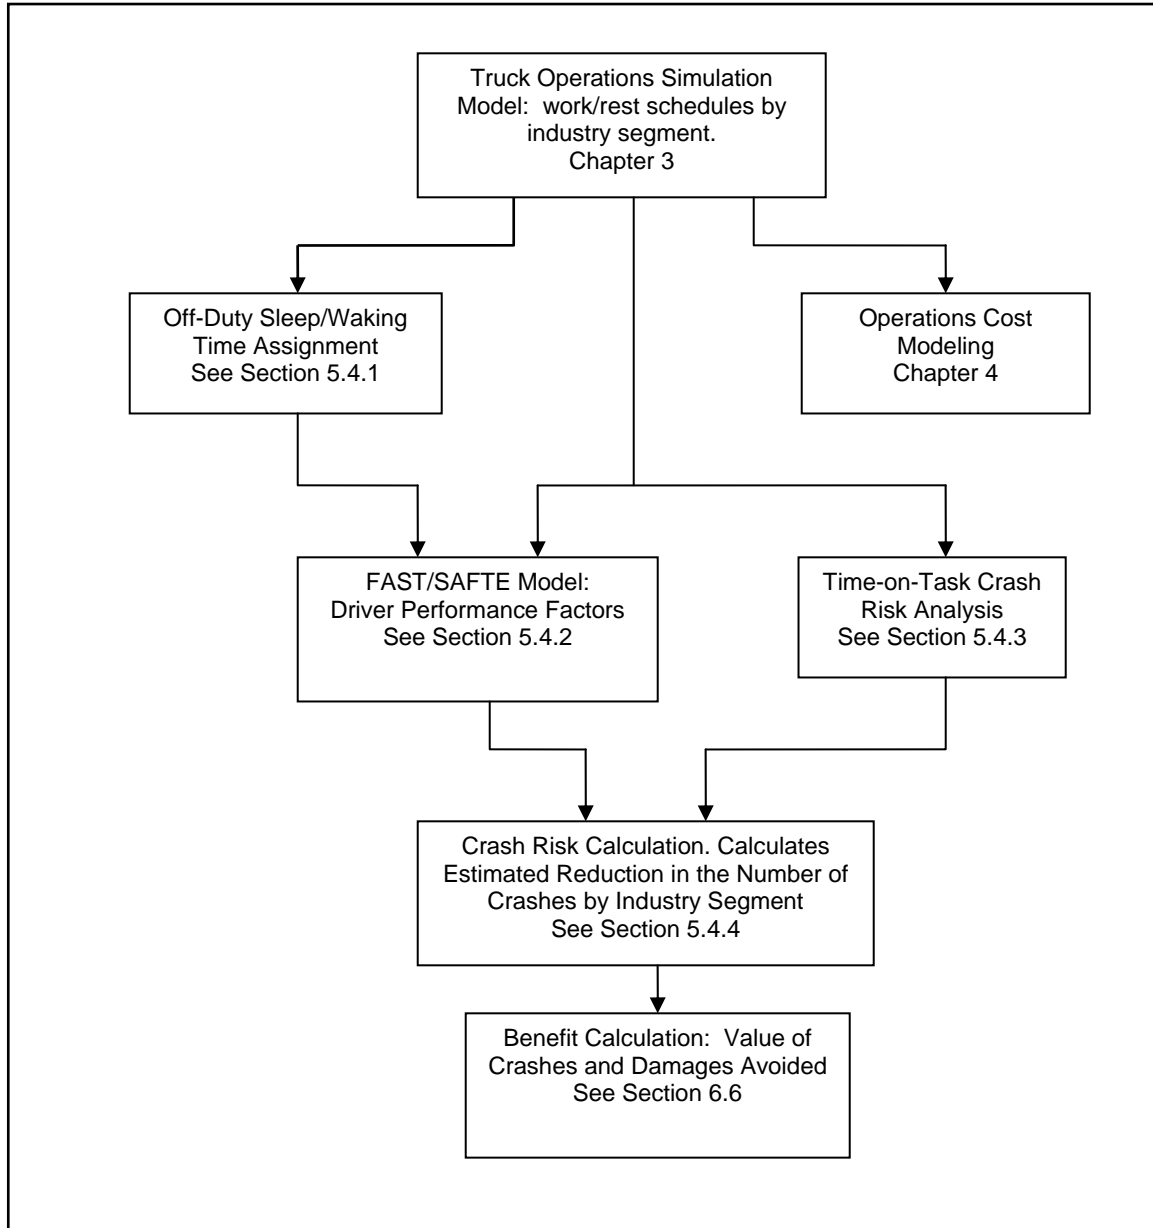 Truck Operations Simulation
Model:  work/rest schedules by
industry segment.
Chapter 3
Off-Duty Sleep/Waking
Time Assignment
See Section 5.4.1
Operations Cost
Modeling
Chapter 4
FAST/SAFTE Model:
Driver Performance Factors
See Section 5.4.2
Time-on-Task Crash
Risk Analysis
See Section 5.4.3
Crash Risk Calculation. Calculates
Estimated Reduction in the Number of
Crashes by Industry Segment
See Section 5.4.4
Benefit Calculation:  Value of
Crashes and Damages Avoided
See Section 6.6